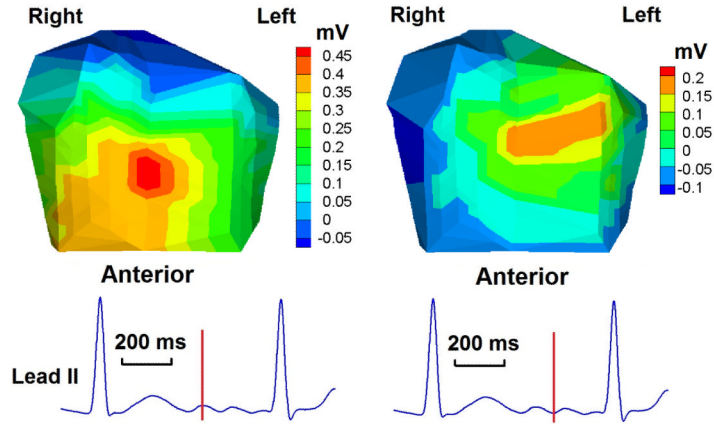 Right Left mV
0.45
0.4
0.35
0.3
0.25
0.2
0.15
0.1
0.05
0
-0.05
Anterior
200 ms
Lead II
Right Left
mV
0.2
0.15
0.1
0.05
0
-0.05
-0.1
Anterior
200 ms